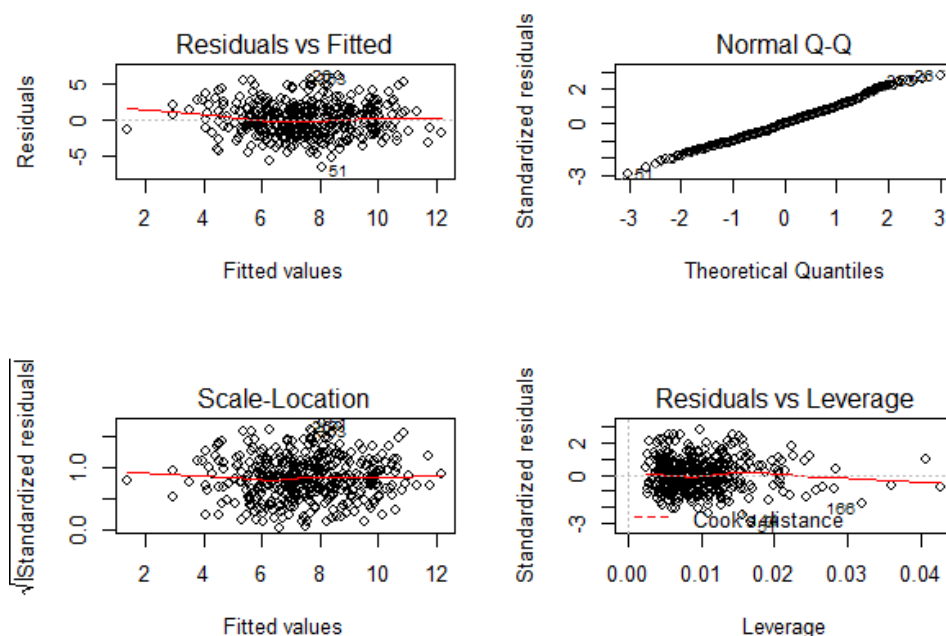 Residuals vs Fitted
Residuals
5
0
-5
51
2 4 6 8 10 12
Fitted values
Normal Q-Q
Standardized residuals
2
0
-3
51
-3 -2 -1 0 1 2 3
Theoretical Quantiles
Scale-Location
√|Standardized residuals|
1.0
0.0
2 4 6 8 10 12
Fitted values
Residuals vs Leverage
Standardized residuals
2
0
-3
166
Cook's distance
0.00 0.01 0.02 0.03 0.04
Leverage